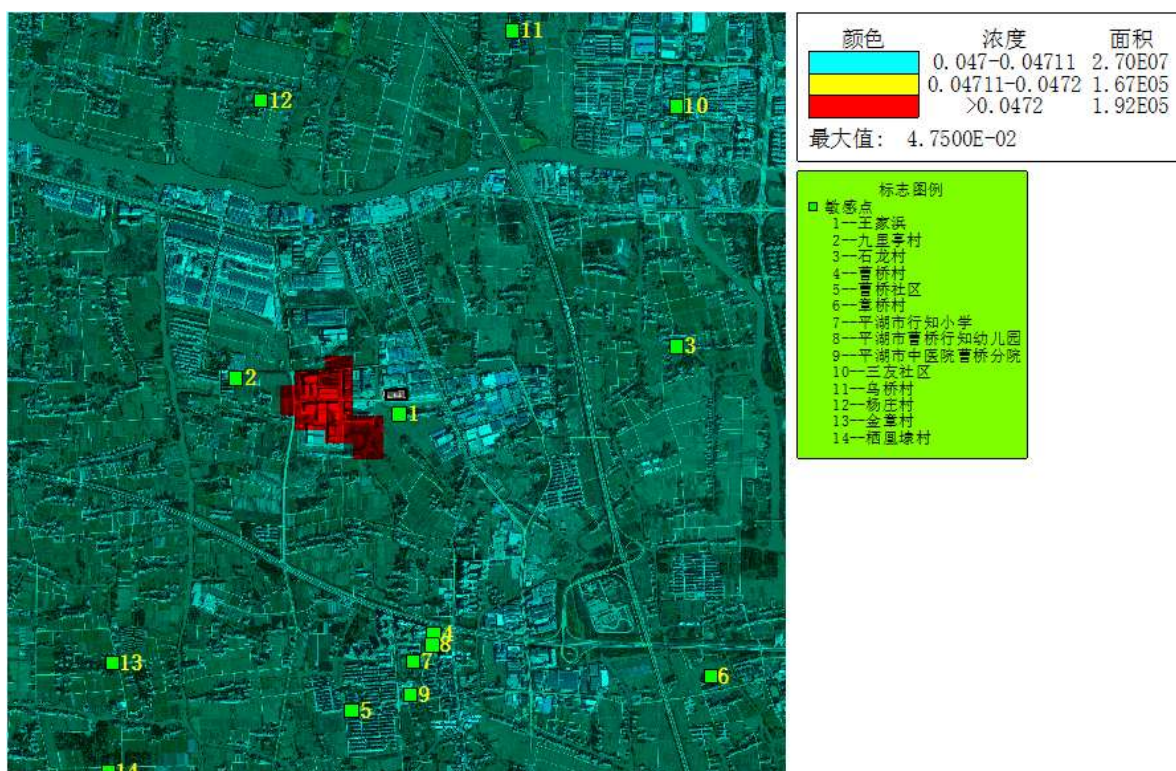 11
12
10
3
2
1
4
8
7
13
6
9
5
14
颜色 浓度 面积
0.047-0.04711 2.70E07
0.04711-0.0472 1.67E05
>0.0472 1.92E05
最大值: 4.7500E-02
标志图例
敏感点
1--王家浜
2--九里亭村
3--石龙村
4--曹桥村
5--曹桥社区
6--章桥村
7--平湖市行知小学
8--平湖市曹桥行知幼儿园
9--平湖市中医院曹桥分院
10--三友社区
11--乌桥村
12--杨庄村
13--金章村
14--栖凰埭村